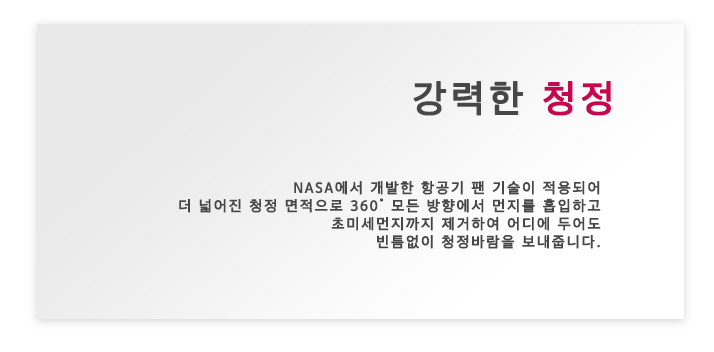 강력한 청정
NASA에서 개발한 항공기 팬 기술이 적용되어
더 넓어진 청정 면적으로 360˚ 모든 방향에서 먼지를 흡입하고
초미세먼지까지 제거하여 어디에 두어도
빈틈없이 청정바람을 보내줍니다.